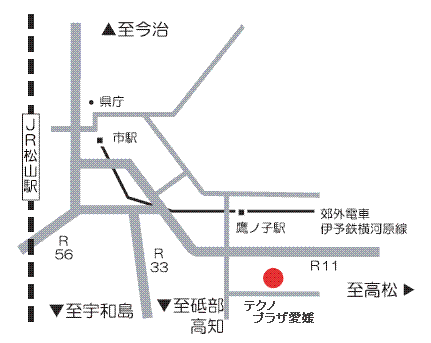 ▲至今治
県庁
市駅
JR松山駅
郊外電車
伊予鉄横河原線
鷹ノ子駅
R
56
R
33
R11
至高松▶
▼至宇和島
▼至砥部
高知
テクノ
プラザ愛媛